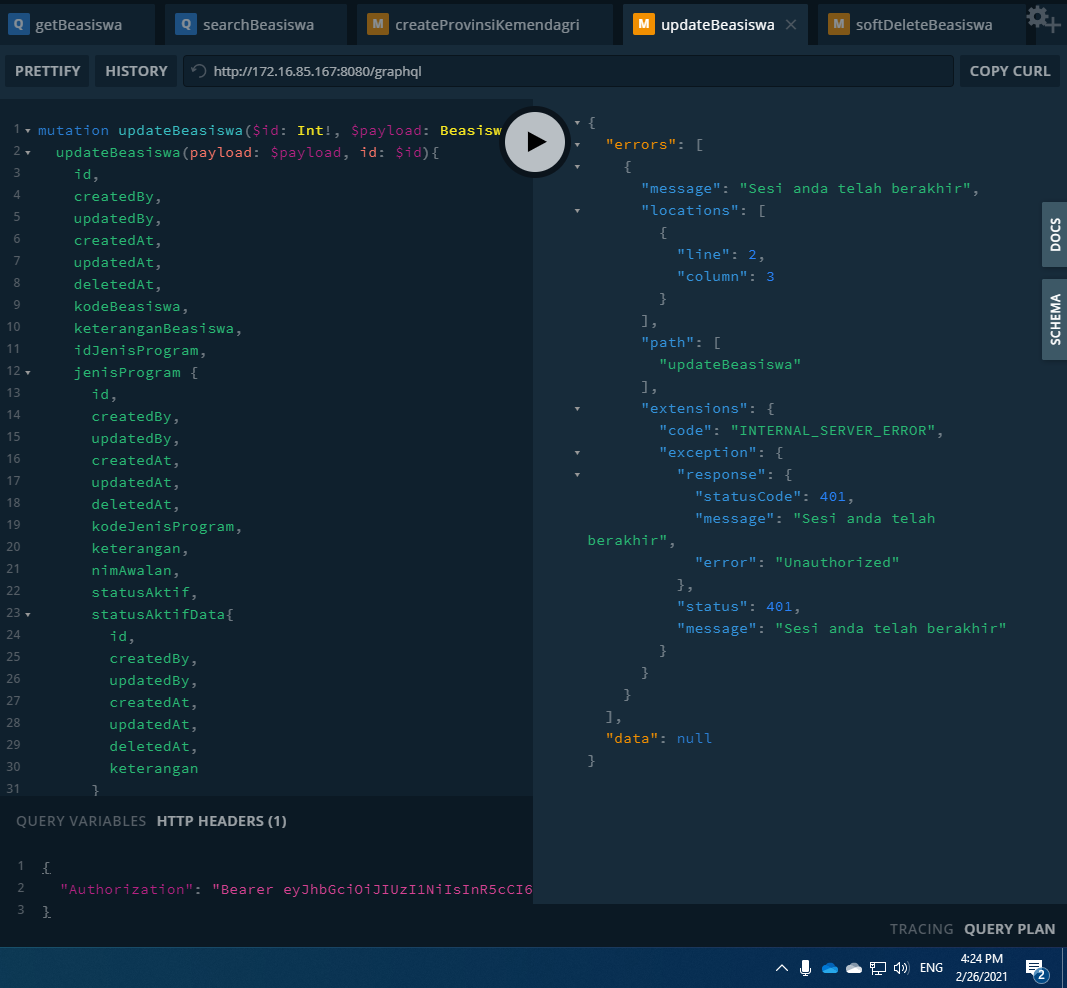 Q getBeasiswa Q searchBeasiswa M createProvinsiKemendagri M updateBeasiswa M softDeleteBeasiswa
PRETTIFY HISTORY http://172.16.85.167:8080/graphql COPY CURL
1 mutation updateBeasiswa($id: Int!, $payload: Beasisw
2 updateBeasiswa(payload: $payload, id: $id){
3 id,
4 createdBy,
5 updatedBy,
6 createdAt,
7 updatedAt,
8 deletedAt,
9 kodeBeasiswa,
10 keteranganBeasiswa,
11 idJenisProgram,
12 jenisProgram {
13 id,
14 createdBy,
15 updatedBy,
16 createdAt,
17 updatedAt,
18 deletedAt,
19 kodeJenisProgram,
20 keterangan,
21 nimAwalan,
22 statusAktif,
23 statusAktifData{
24 id,
25 createdBy,
26 updatedBy,
27 createdAt,
28 updatedAt,
29 deletedAt,
30 keterangan
31 }
{
"errors": [
{
"message": "Sesi anda telah berakhir",
"locations": [
{
"line": 2,
"column": 3
}
],
"path": [
"updateBeasiswa"
],
"extensions": {
"code": "INTERNAL_SERVER_ERROR",
"exception": {
"response": {
"statusCode": 401,
"message": "Sesi anda telah
berakhir",
"error": "Unauthorized"
},
"status": 401,
"message": "Sesi anda telah berakhir"
}
}
}
],
"data": null
}
DOCS
SCHEMA
QUERY VARIABLES HTTP HEADERS (1)
1 {
2 "Authorization": "Bearer eyJhbGciOiJIUzI1NiIsInR5cCI6
3 }
TRACING QUERY PLAN
ENG
4:24 PM
2/26/2021
2